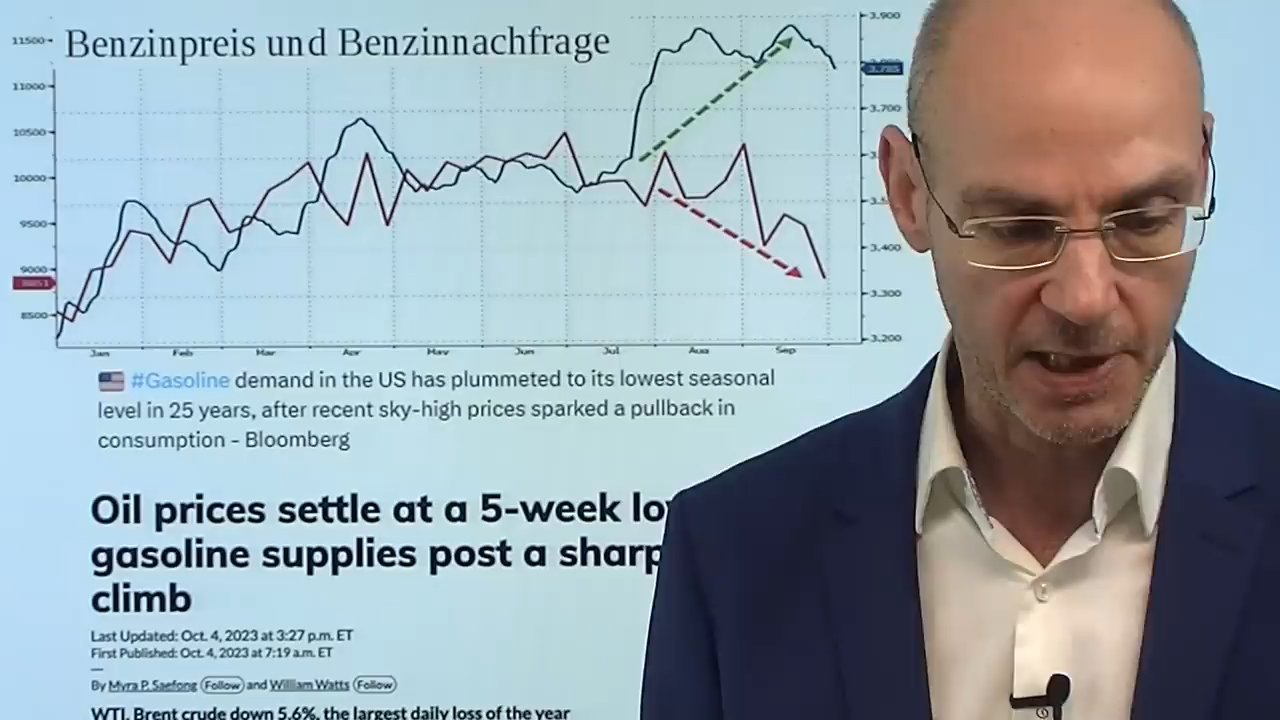 Benzinpreis und Benzinnachfrage
11500
11000
10500
10000
9500
9000
8500
3.900
3.785
3.700
3.400
3.300
3.200
Jan Feb Mar Apr May Jun Jul Aug Sep
#Gasoline demand in the US has plummeted to its lowest seasonal
level in 25 years, after recent sky-high prices sparked a pullback in
consumption - Bloomberg
Oil prices settle at a 5-week
gasoline supplies post a sharp
climb
Last Updated: Oct. 4, 2023 at 3:27 p.m. ET
First Published: Oct. 4, 2023 at 7:19 a.m. ET
By Myra P. Saefong Follow and William Watts Follow
WTI, Brent crude down 5.6%, the largest daily loss of the year